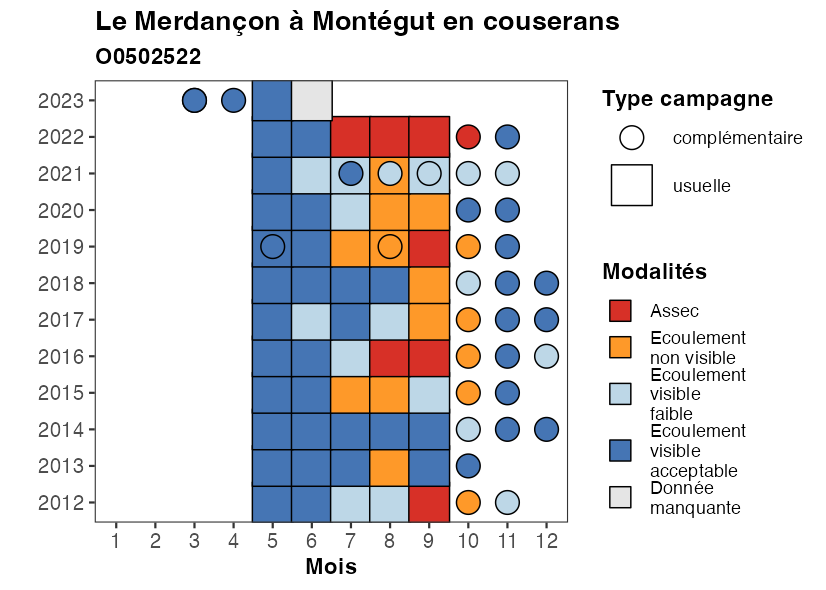 Le Merdançon à Montégut en couserans
O0502522
2023
2022
2021
2020
2019
2018
2017
2016
2015
2014
2013
2012
1 2 3 4 5 6 7 8 9 10 11 12
Mois
Type campagne
complémentaire
usuelle
Modalités
Assec
Ecoulement
non visible
Ecoulement
visible
faible
Ecoulement
visible
acceptable
Donnée
manquante